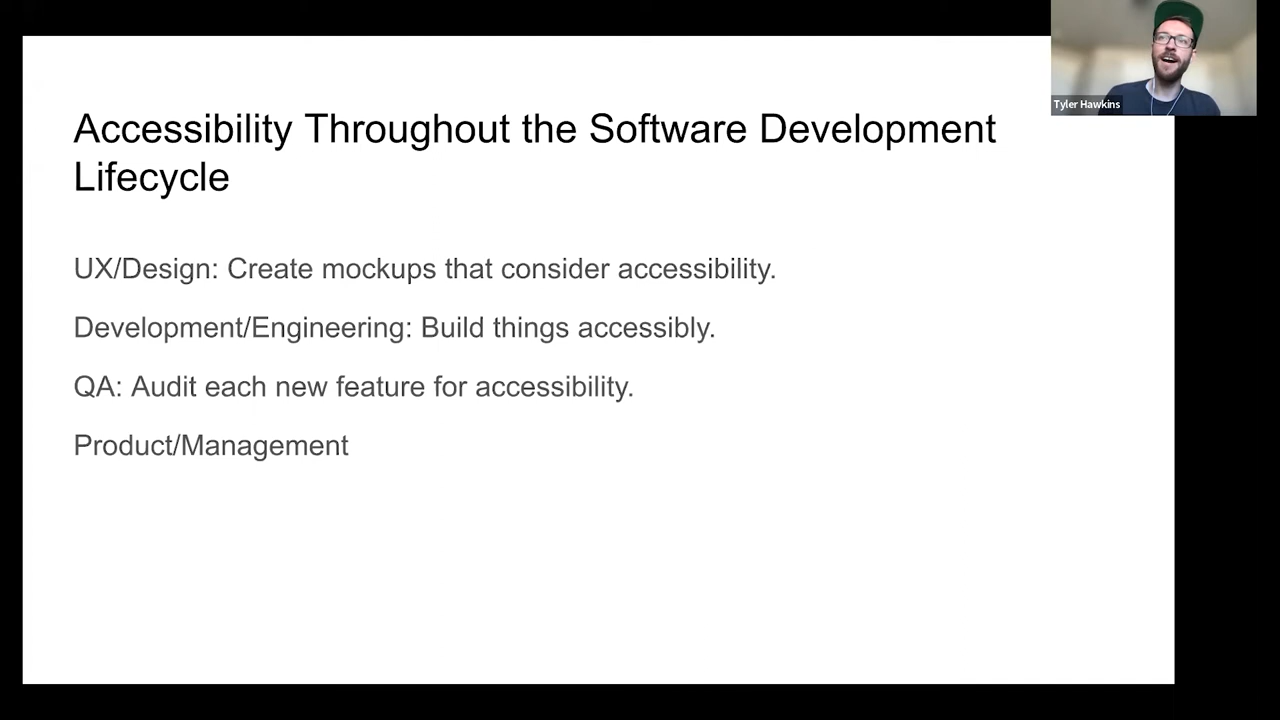 Accessibility Throughout the Software Development
Lifecycle
UX/Design: Create mockups that consider accessibility.
Development/Engineering: Build things accessibly.
QA: Audit each new feature for accessibility.
Product/Management
Tyler Hawkins